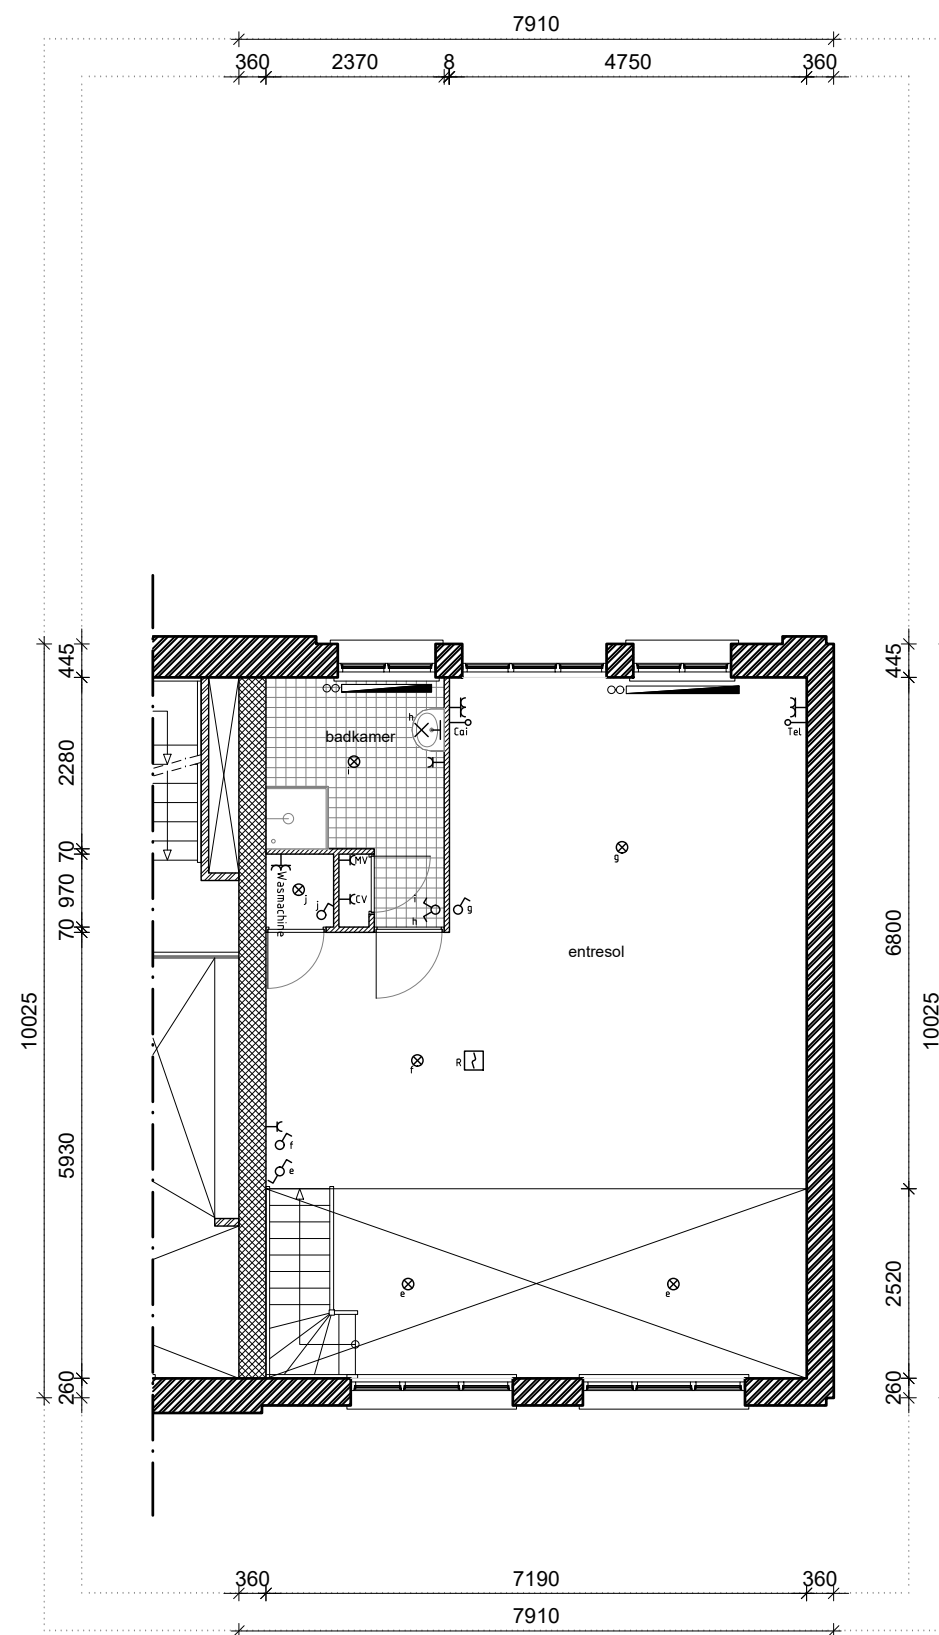 7910
360 2370 8 4750 360
445
445
2280
70
970
70
5930
260
10025
6800
2520
260
10025
badkamer
h
i
Cai
Tel
Wasmachine
j
j
MV
CV
i
h
g
g
entresol
f
R
f
e
e
e
360 7190 360
7910